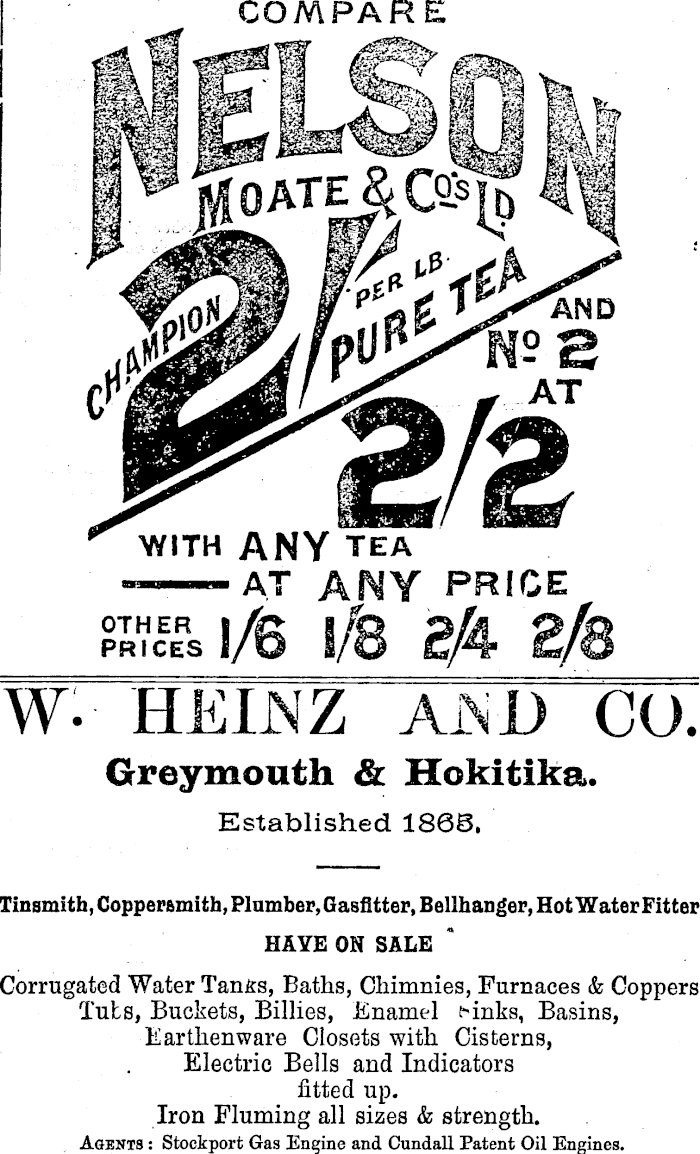 COMPARE
NELSON
MOATE & CO'S LD.
CHAMPION 2/- PER LB.
PURE TEA
AND
No 2
AT
2/2
WITH ANY TEA
AT ANY PRICE
OTHER PRICES 1/6 1/8 2/4 2/8
W. HEINZ AND CO.
Greymouth & Hokitika.
Established 1865.
Tinsmith, Coppersmith, Plumber, Gasfitter, Bellhanger, Hot Water Fitter
HAVE ON SALE
Corrugated Water Tanks, Baths, Chimnies, Furnaces & Coppers
Tubs, Buckets, Billies, Enamel Sinks, Basins,
Earthenware Closets with Cisterns,
Electric Bells and Indicators
fitted up.
Iron Fluming all sizes & strength.
AGENTS : Stockport Gas Engine and Cundall Patent Oil Engines.